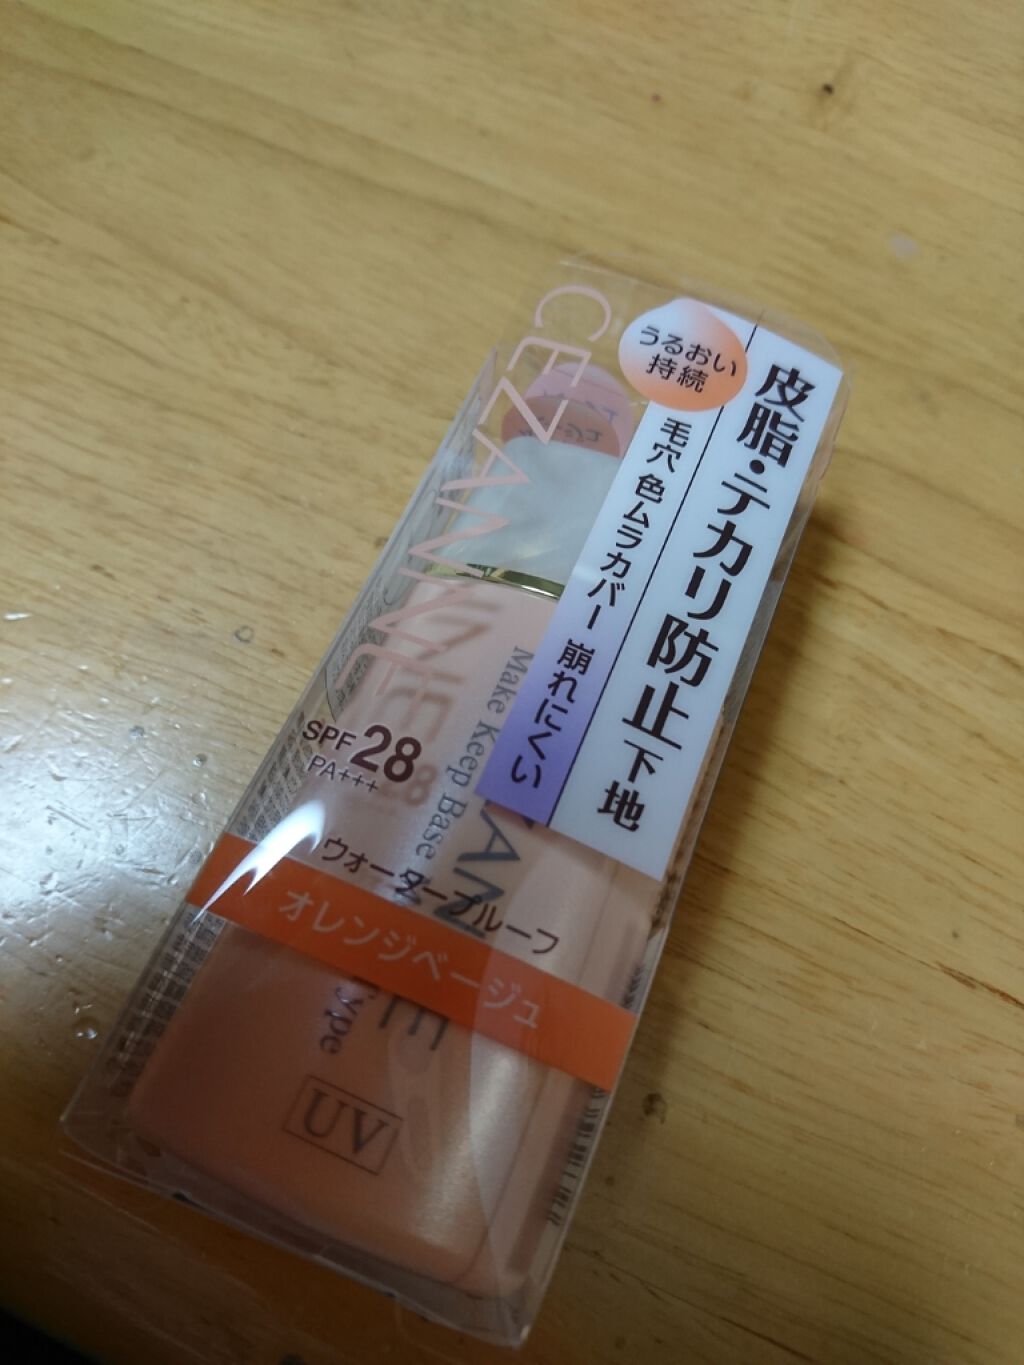 CEZANNE
うるおい
持続
皮脂・テカリ防止下地
毛穴 色ムラカバー 崩れにくい
SPF28
PA+++
Make Keep Base
ウォータープルーフ
オレンジベージュ
UV